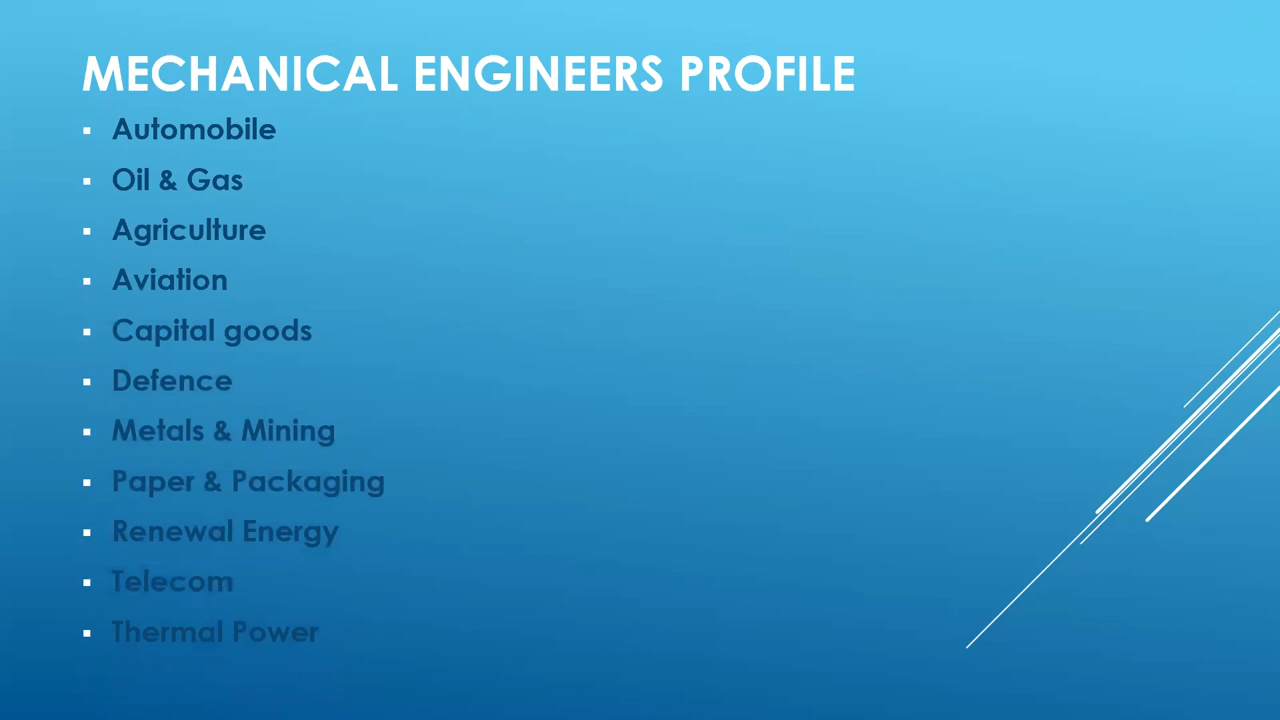 MECHANICAL ENGINEERS PROFILE
Automobile
Oil & Gas
Agriculture
Aviation
Capital goods
Defence
Metals & Mining
Paper & Packaging
Renewal Energy
Telecom
Thermal Power